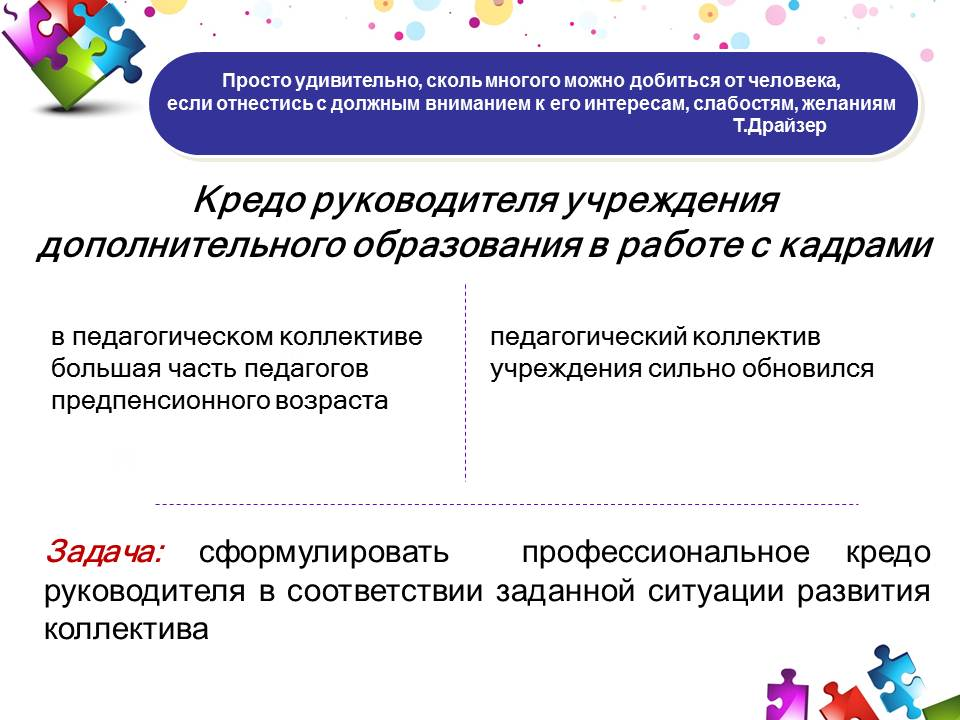 Просто удивительно, сколь многого можно добиться от человека,
если отнестись с должным вниманием к его интересам, слабостям, желаниям
Т.Драйзер
Кредо руководителя учреждения
дополнительного образования в работе с кадрами
в педагогическом коллективе
большая часть педагогов
предпенсионного возраста
педагогический коллектив
учреждения сильно обновился
Задача: сформулировать профессиональное кредо
руководителя в соответствии заданной ситуации развития
коллектива